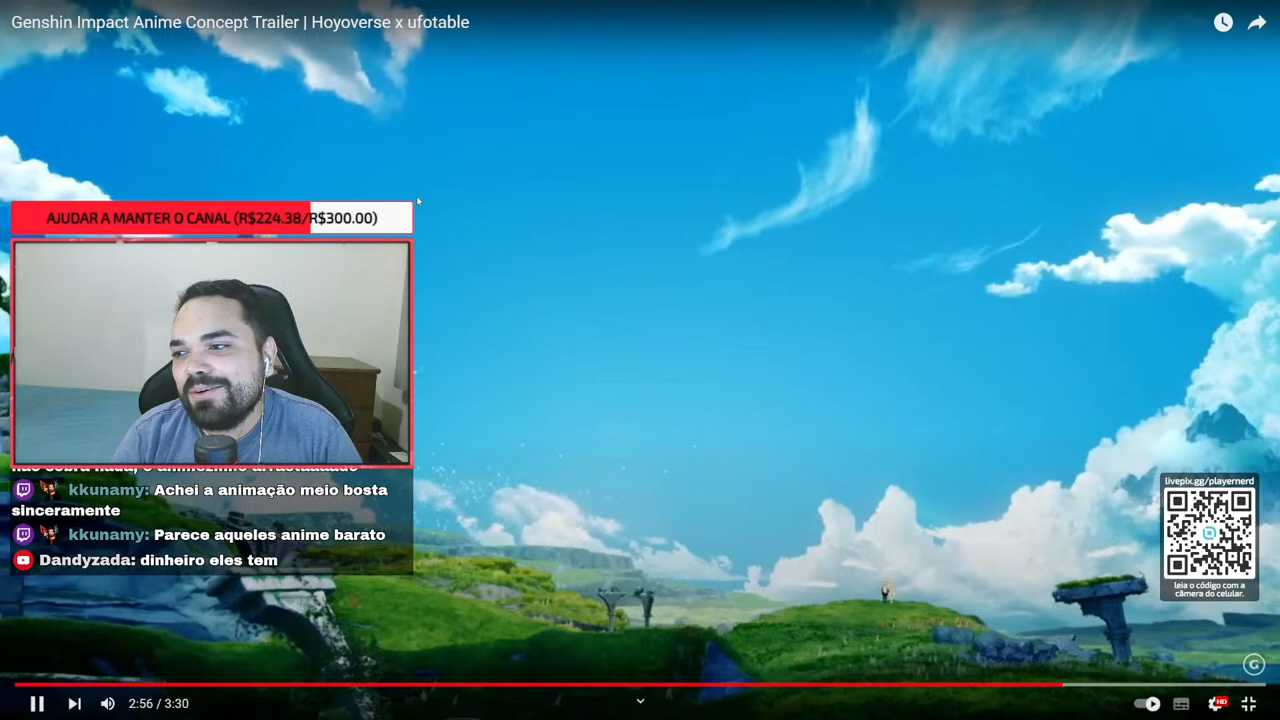 Genshin Impact Anime Concept Trailer | Hoyoverse x ufotable
AJUDAR A MANTER O CANAL (R$224.38/R$300.00)
kkunamy: Achei a animação meio bosta
sinceramente
kkunamy: Parece aqueles anime barato
Dandyzada: dinheiro eles tem
livepix.gg/playernerd
leia o código com a
câmera do celular.
G
2:56 / 3:30
HD